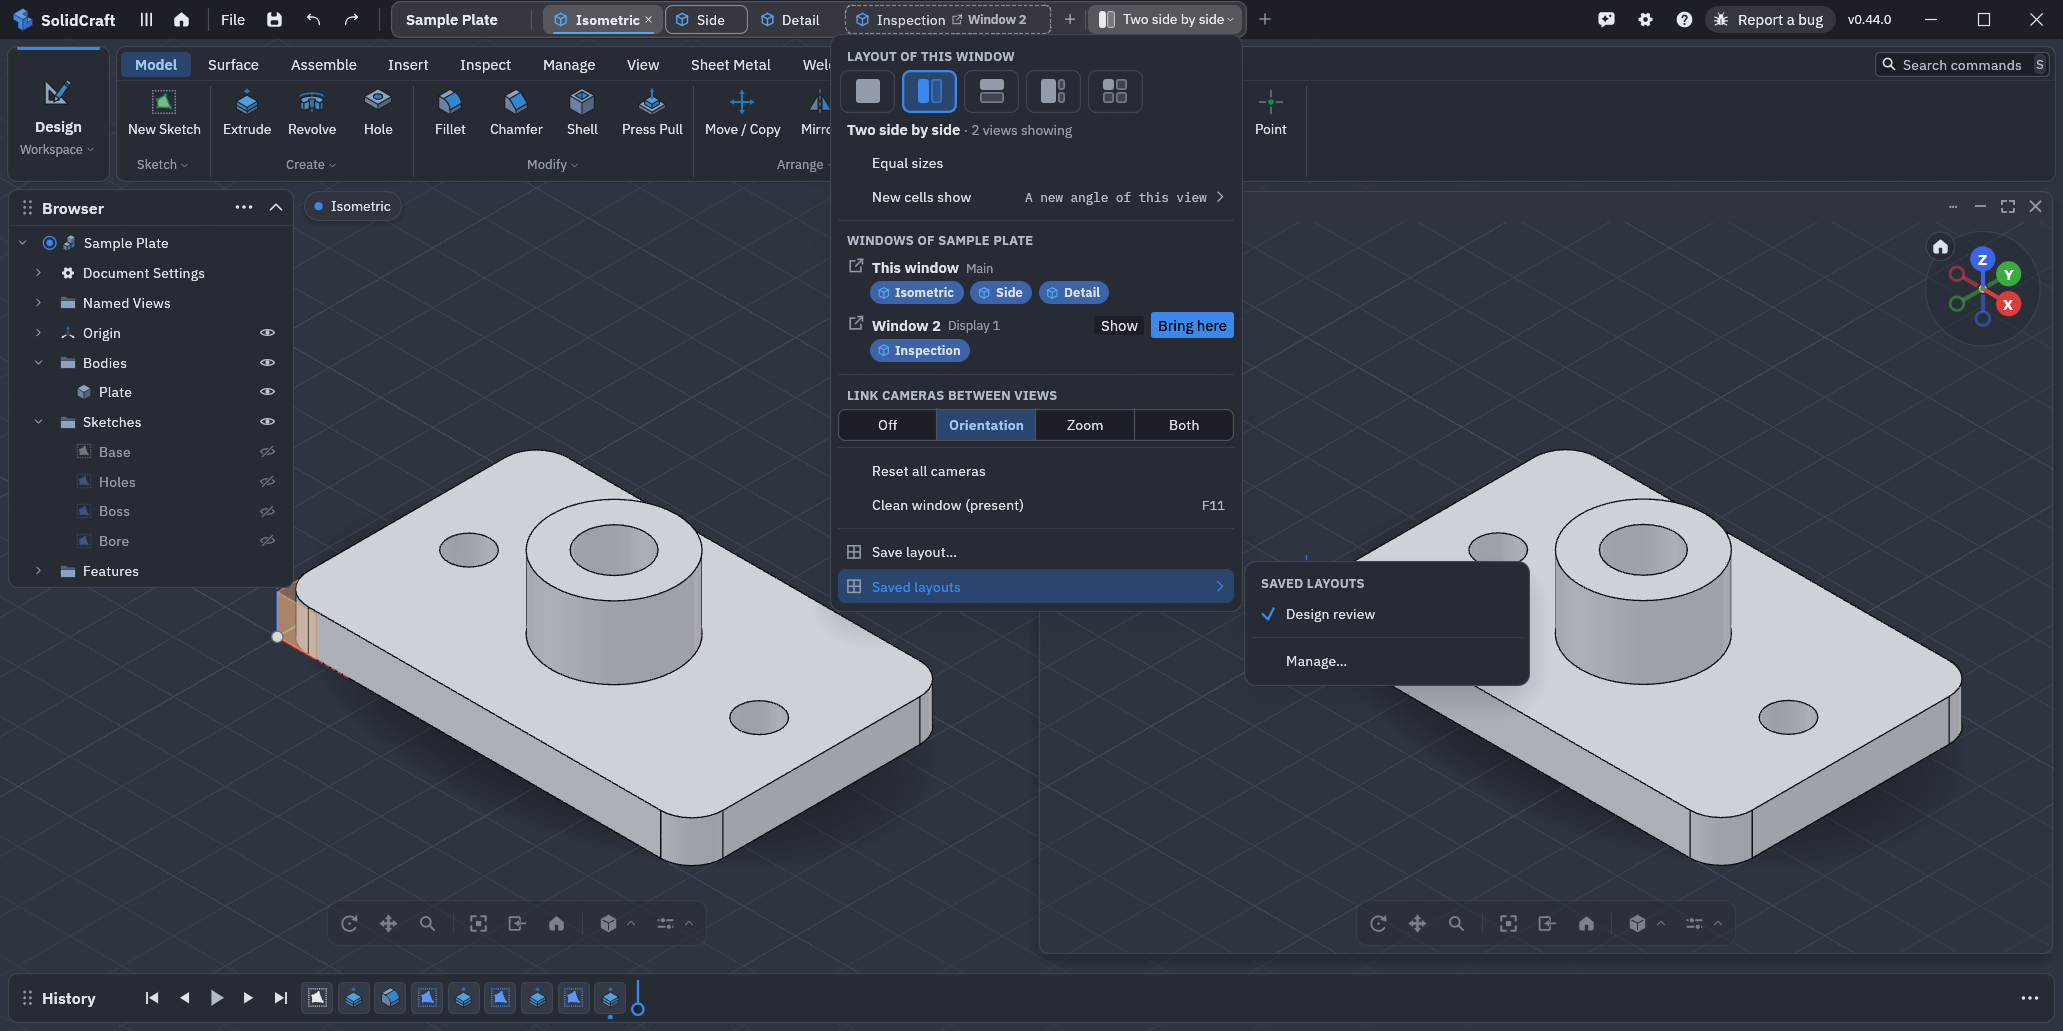 SolidCraft
File
Sample Plate
Isometric
Side
Detail
Inspection
Window 2
Two side by side
Report a bug
v0.44.0
Design
Workspace
Model
Surface
Assemble
Insert
Inspect
Manage
View
Sheet Metal
Wel
Search commands
S
New Sketch
Extrude
Revolve
Hole
Fillet
Chamfer
Shell
Press Pull
Move / Copy
Mirro
Point
Sketch
Create
Modify
Arrange
LAYOUT OF THIS WINDOW
Two side by side · 2 views showing
Equal sizes
New cells show
A new angle of this view
WINDOWS OF SAMPLE PLATE
This window Main
Isometric
Side
Detail
Window 2 Display 1
Show
Bring here
Inspection
LINK CAMERAS BETWEEN VIEWS
Off
Orientation
Zoom
Both
Reset all cameras
Clean window (present)
F11
Save layout...
Saved layouts
SAVED LAYOUTS
Design review
Manage...
Browser
Sample Plate
Document Settings
Named Views
Origin
Bodies
Plate
Sketches
Base
Holes
Boss
Bore
Features
Isometric
Z
Y
X
History